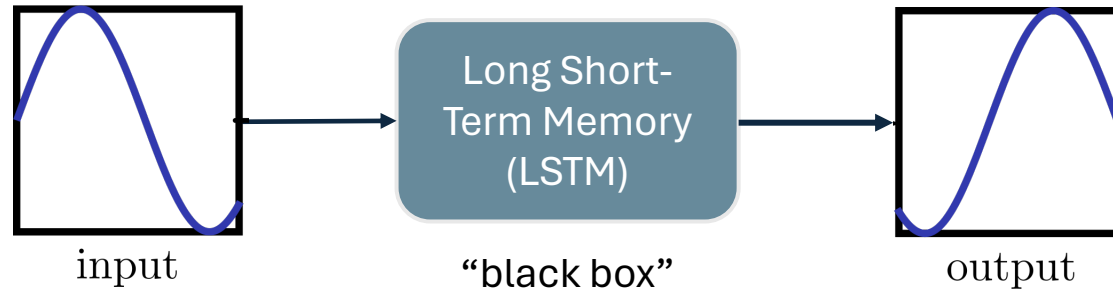 Long Short-
Term Memory
(LSTM)
input
“black box”
output